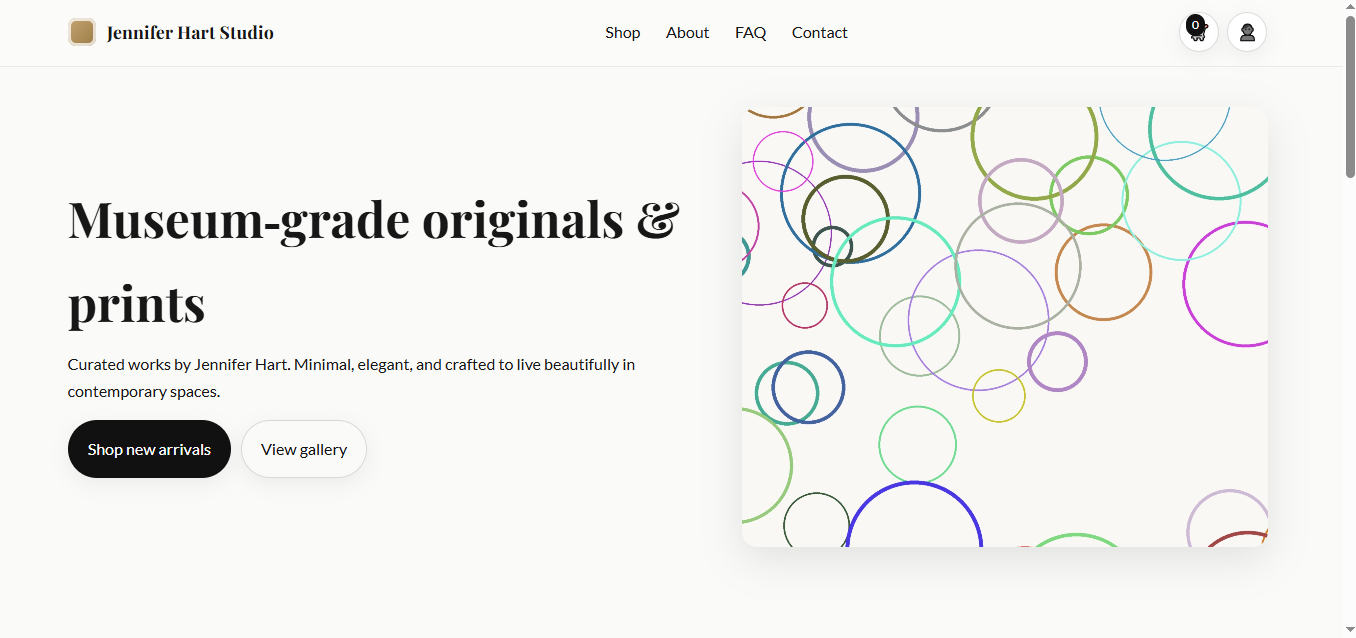 Jennifer Hart Studio
Shop About FAQ Contact
0
Museum-grade originals &
prints
Curated works by Jennifer Hart. Minimal, elegant, and crafted to live beautifully in
contemporary spaces.
Shop new arrivals
View gallery